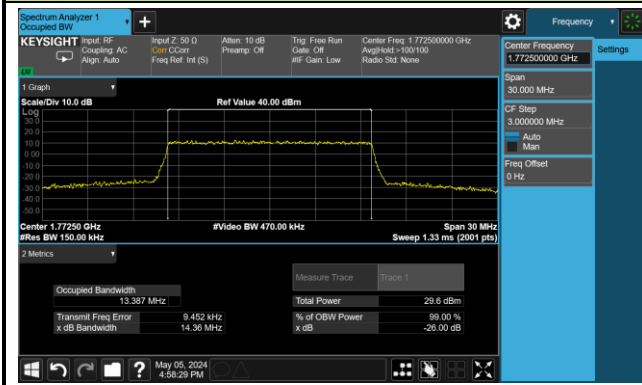 Spectrum Analyzer 1
Occupied BW
Frequency
KEYSIGHT Input: RF Input Z: 50 Ω Atten: 10 dB Trig: Free Run Center Freq: 1.772500000 GHz
Coupling: AC Corr CCorr Preamp: Off Gate: Off Avg|Hold:>100/100
Align: Auto Freq Ref: Int (S) #IF Gain: Low Radio Std: None
Center Frequency
1.772500000 GHz
Settings
Span
30.000 MHz
CF Step
3.000000 MHz
Auto
Man
Freq Offset
0 Hz
1 Graph
Scale/Div 10.0 dB Ref Value 40.00 dBm
Log
30.0
20.0
10.0
0.00
-10.0
-20.0
-30.0
-40.0
-50.0
Center 1.77250 GHz #Video BW 470.00 kHz Span 30 MHz
#Res BW 150.00 kHz Sweep 1.33 ms (2001 pts)
2 Metrics
Measure Trace Trace 1
Occupied Bandwidth
13.387 MHz Total Power 29.6 dBm
Transmit Freq Error 9.452 kHz % of OBW Power 99.00 %
x dB Bandwidth 14.36 MHz x dB -26.00 dB
May 05, 2024
4:58:29 PM